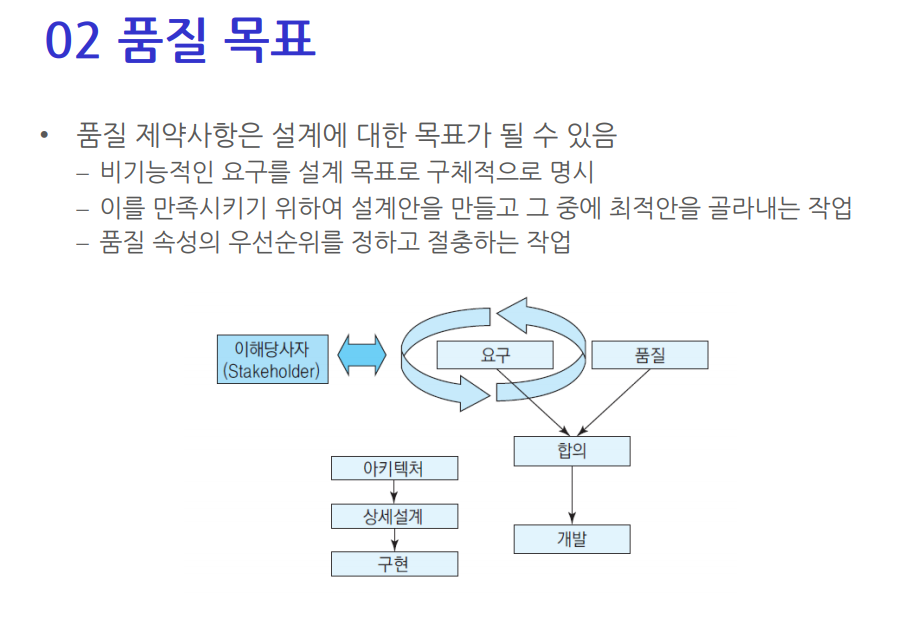 02 품질 목표
• 품질 제약사항은 설계에 대한 목표가 될 수 있음
– 비기능적인 요구를 설계 목표로 구체적으로 명시
– 이를 만족시키기 위하여 설계안을 만들고 그 중에 최적안을 골라내는 작업
– 품질 속성의 우선순위를 정하고 절충하는 작업
이해당사자
(Stakeholder)
요구
품질
합의
개발
아키텍처
상세설계
구현